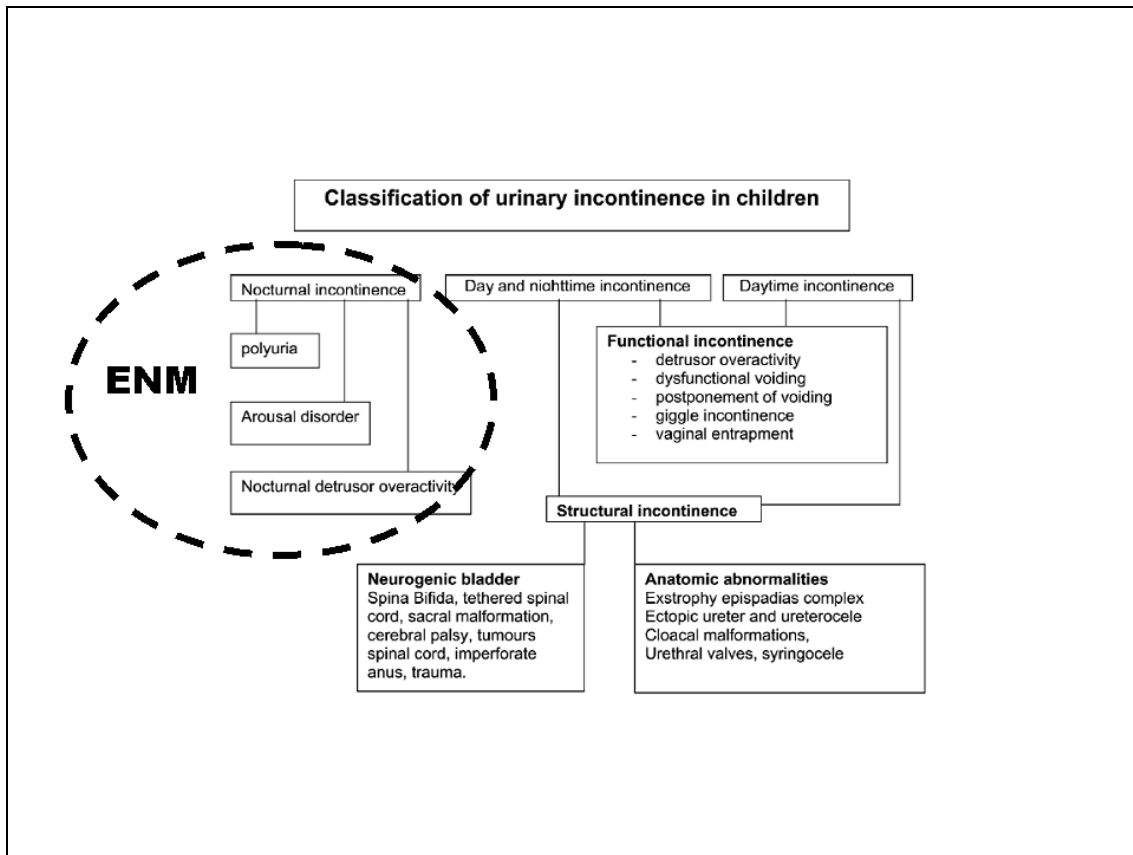 Classification of urinary incontinence in children
Nocturnal incontinence
polyuria
ENM
Arousal disorder
Nocturnal detrusor overactivity
Day and nighttime incontinence
Daytime incontinence
Functional incontinence
- detrusor overactivity
- dysfunctional voiding
- postponement of voiding
- giggle incontinence
- vaginal entrapment
Structural incontinence
Neurogenic bladder
Spina Bifida, tethered spinal
cord, sacral malformation,
cerebral palsy, tumours
spinal cord, imperforate
anus, trauma.
Anatomic abnormalities
Exstrophy epispadias complex
Ectopic ureter and ureterocele
Cloacal malformations,
Urethral valves, syringocele